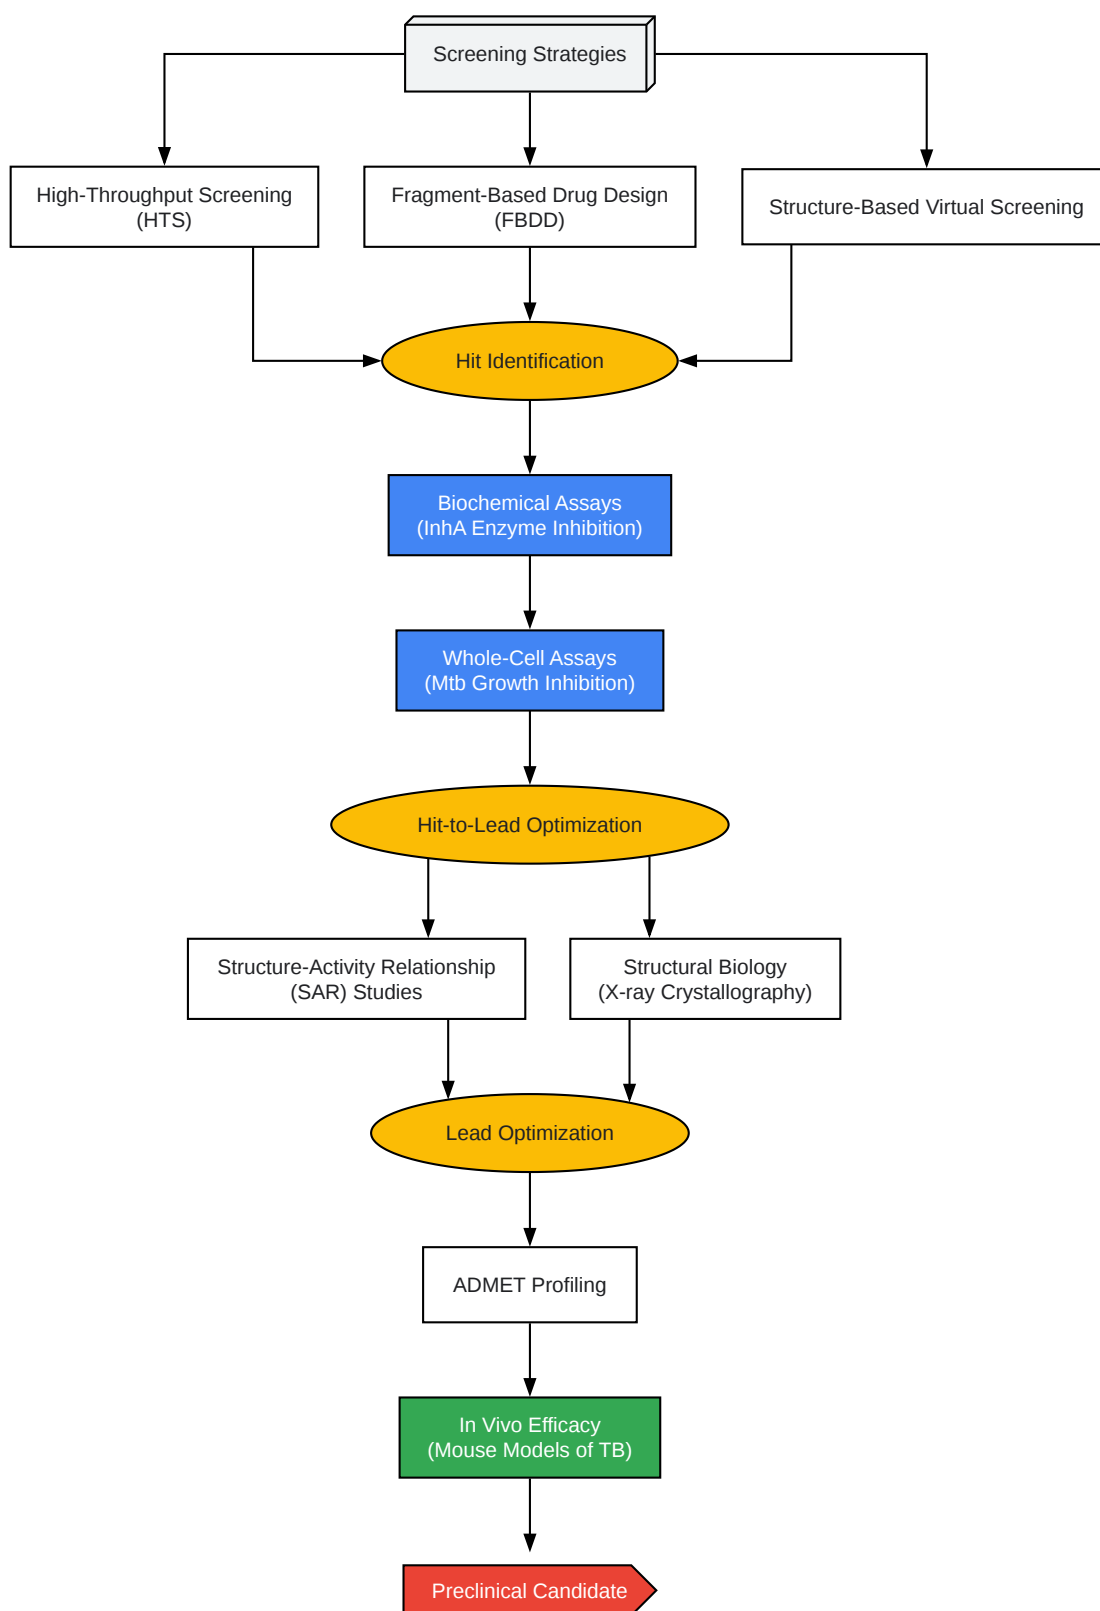 Screening Strategies
High-Throughput Screening
(HTS)
Fragment-Based Drug Design
(FBDD)
Structure-Based Virtual Screening
Hit Identification
Biochemical Assays
(InhA Enzyme Inhibition)
Whole-Cell Assays
(Mtb Growth Inhibition)
Hit-to-Lead Optimization
Structure-Activity Relationship
(SAR) Studies
Structural Biology
(X-ray Crystallography)
Lead Optimization
ADMET Profiling
In Vivo Efficacy
(Mouse Models of TB)
Preclinical Candidate